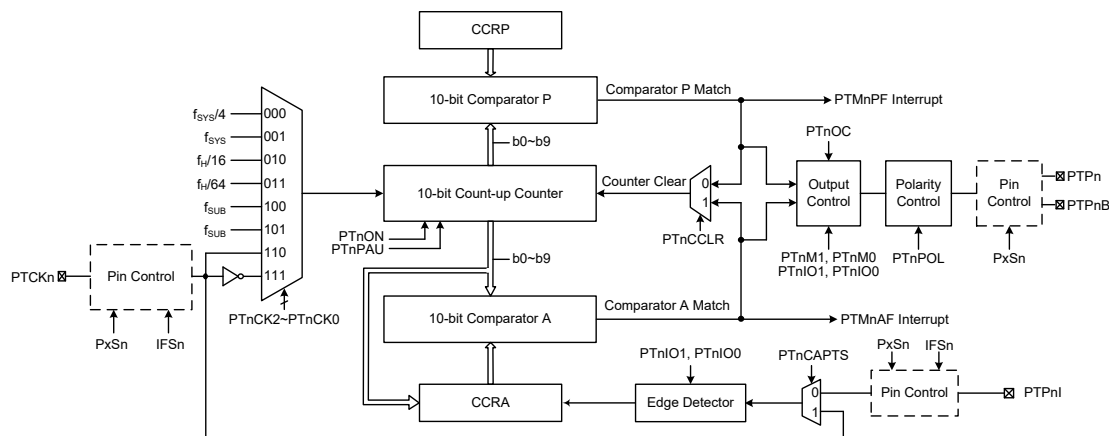 CCRP
10-bit Comparator P
Comparator P Match
PTMnPF Interrupt
fSYS/4
000
fSYS
001
fH/16
010
fH/64
011
fSUB
100
fSUB
101
110
111
b0~b9
PTnOC
10-bit Count-up Counter
Counter Clear
0
1
Output
Control
Polarity
Control
Pin
Control
PTPn
PTPnB
PTnON
PTnPAU
PTnCCLR
PTnM1, PTnM0
PTnIO1, PTnIO0
PTnPOL
PxSn
b0~b9
PTCKn
Pin Control
PTnCK2~PTnCK0
PxSn
IFSn
10-bit Comparator A
Comparator A Match
PTMnAF Interrupt
PTnIO1, PTnIO0
PTnCAPTS
PxSn
IFSn
CCRA
Edge Detector
0
1
Pin Control
PTPnI